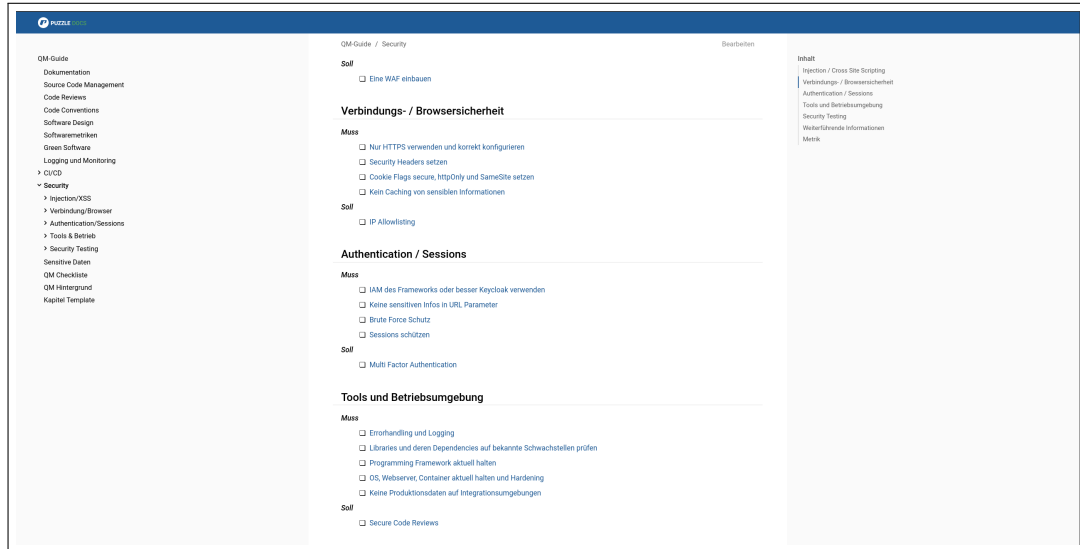 PUZZLE DOCS
QM-Guide
Dokumentation
Source Code Management
Code Reviews
Code Conventions
Software Design
Softwaremetriken
Green Software
Logging und Monitoring
CI/CD
Security
Injection/XSS
Verbindung/Browser
Authentication/Sessions
Tools & Betrieb
Security Testing
Sensitive Daten
QM Checkliste
QM Hintergrund
Kapitel Template
QM-Guide / Security Bearbeiten
Soll
Eine WAF einbauen
Verbindungs- / Browsersicherheit
Muss
Nur HTTPS verwenden und korrekt konfigurieren
Security Headers setzen
Cookie Flags secure, httpOnly und SameSite setzen
Kein Caching von sensiblen Informationen
Soll
IP Allowlisting
Authentication / Sessions
Muss
IAM des Frameworks oder besser Keycloak verwenden
Keine sensitiven Infos in URL Parameter
Brute Force Schutz
Sessions schützen
Soll
Multi Factor Authentication
Tools und Betriebsumgebung
Muss
Errorhandling und Logging
Libraries und deren Dependencies auf bekannte Schwachstellen prüfen
Programming Framework aktuell halten
OS, Webserver, Container aktuell halten und Hardening
Keine Produktionsdaten auf Integrationsumgebungen
Soll
Secure Code Reviews
Inhalt
Injection / Cross Site Scripting
Verbindungs- / Browsersicherheit
Authentication / Sessions
Tools und Betriebsumgebung
Security Testing
Weiterführende Informationen
Metrik